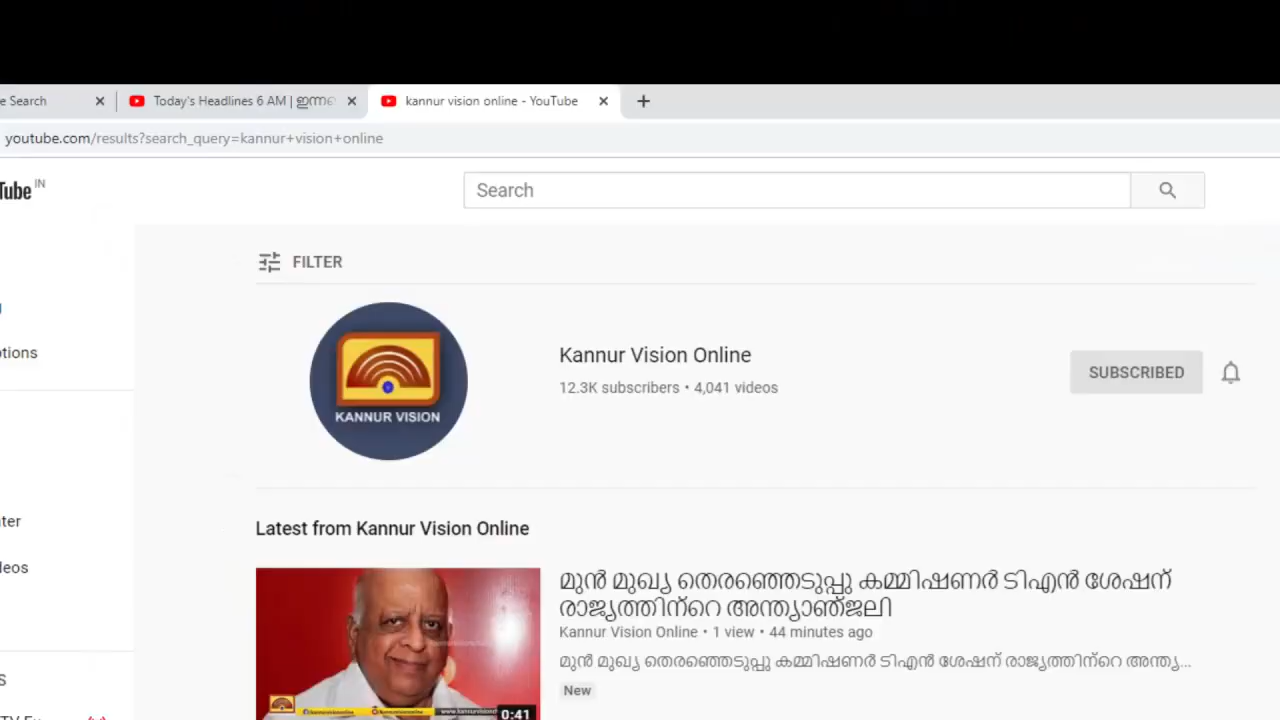 e Search
Today's Headlines 6 AM | ഇന്നത്
kannur vision online - YouTube
youtube.com/results?search_query=kannur+vision+online
Tube IN
Search
FILTER
KANNUR VISION
Kannur Vision Online
12.3K subscribers • 4,041 videos
SUBSCRIBED
ptions
Latest from Kannur Vision Online
മുൻ മുഖ്യ തെരഞ്ഞെടുപ്പു കമ്മിഷണർ ടിഎൻ ശേഷന്
രാജ്യത്തിന്റെ അന്ത്യാഞ്ജലി
Kannur Vision Online • 1 view • 44 minutes ago
മുൻ മുഖ്യ തെരഞ്ഞെടുപ്പു കമ്മിഷണർ ടിഎൻ ശേഷന് രാജ്യത്തിന്റെ അന്ത്യ...
New
0:41
ter
deos
S